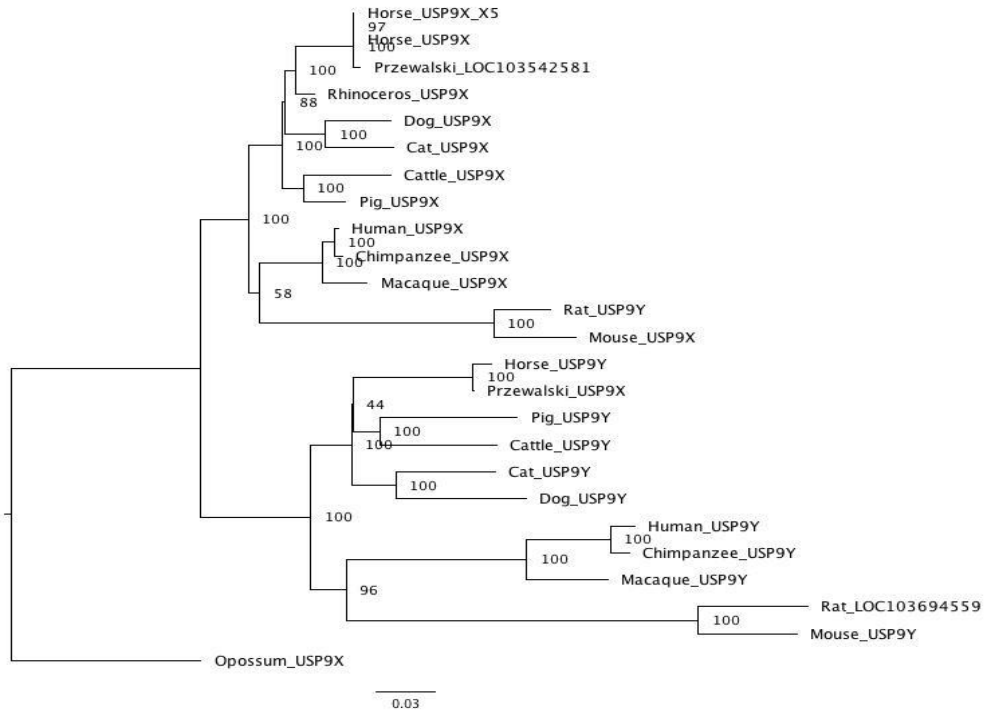 Horse_USP9X_X5
97
Horse_USP9X
100
Przewalski_LOC103542581
100
Rhinoceros_USP9X
88
Dog_USP9X
100
100
Cat_USP9X
Cattle_USP9X
100
Pig_USP9X
100
Human_USP9X
100
Chimpanzee_USP9X
100
Macaque_USP9X
58
Rat_USP9Y
100
Mouse_USP9X
Horse_USP9Y
100
Przewalski_USP9X
44
Pig_USP9Y
100
100
Cattle_USP9Y
Cat_USP9Y
100
Dog_USP9Y
100
Human_USP9Y
100
Chimpanzee_USP9Y
100
Macaque_USP9Y
96
Rat_LOC103694559
100
Mouse_USP9Y
Opossum_USP9X
0.03